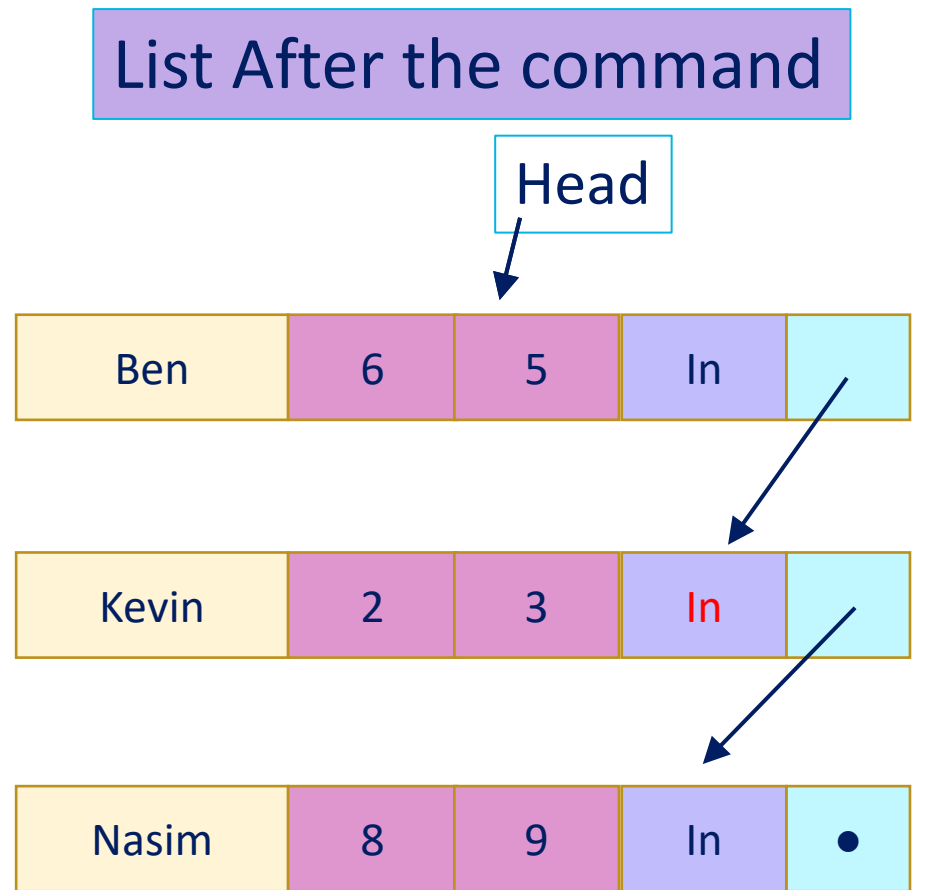 List After the command
Head
Ben 6 5 In
Kevin 2 3 In
Nasim 8 9 In